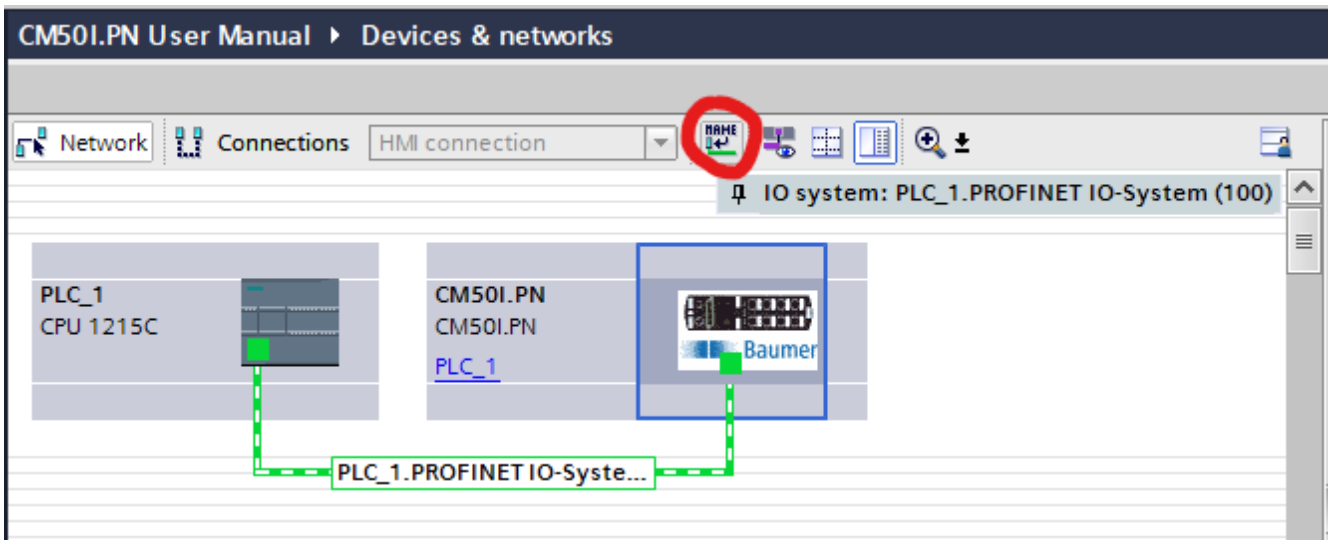 CM50I.PN User Manual ▸ Devices & networks
Network Connections HMI connection NAME
IO system: PLC_1.PROFINET IO-System (100)
PLC_1
CPU 1215C
CM50I.PN
CM50I.PN
PLC_1
Baumer
PLC_1.PROFINET IO-Syste...